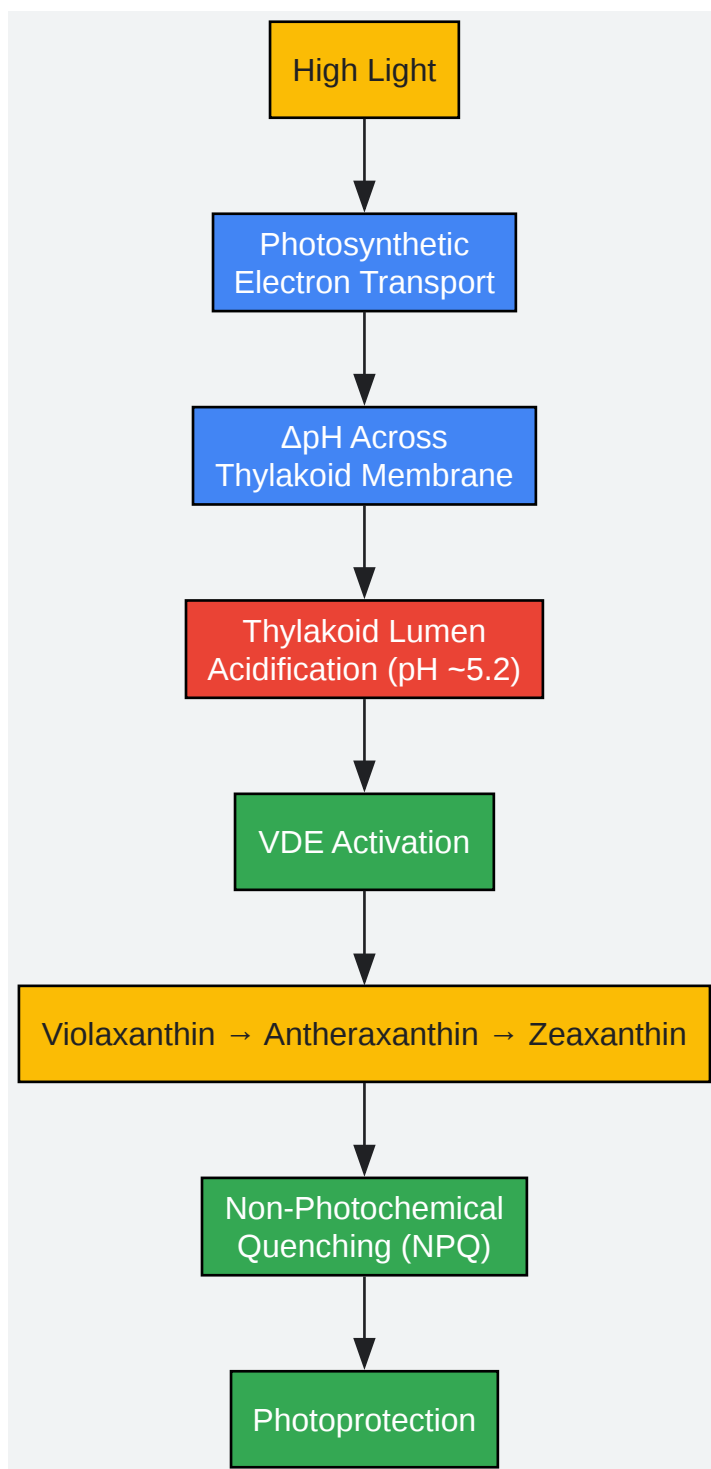 High Light
Photosynthetic
Electron Transport
ΔpH Across
Thylakoid Membrane
Thylakoid Lumen
Acidification (pH ~5.2)
VDE Activation
Violaxanthin → Antheraxanthin → Zeaxanthin
Non-Photochemical
Quenching (NPQ)
Photoprotection